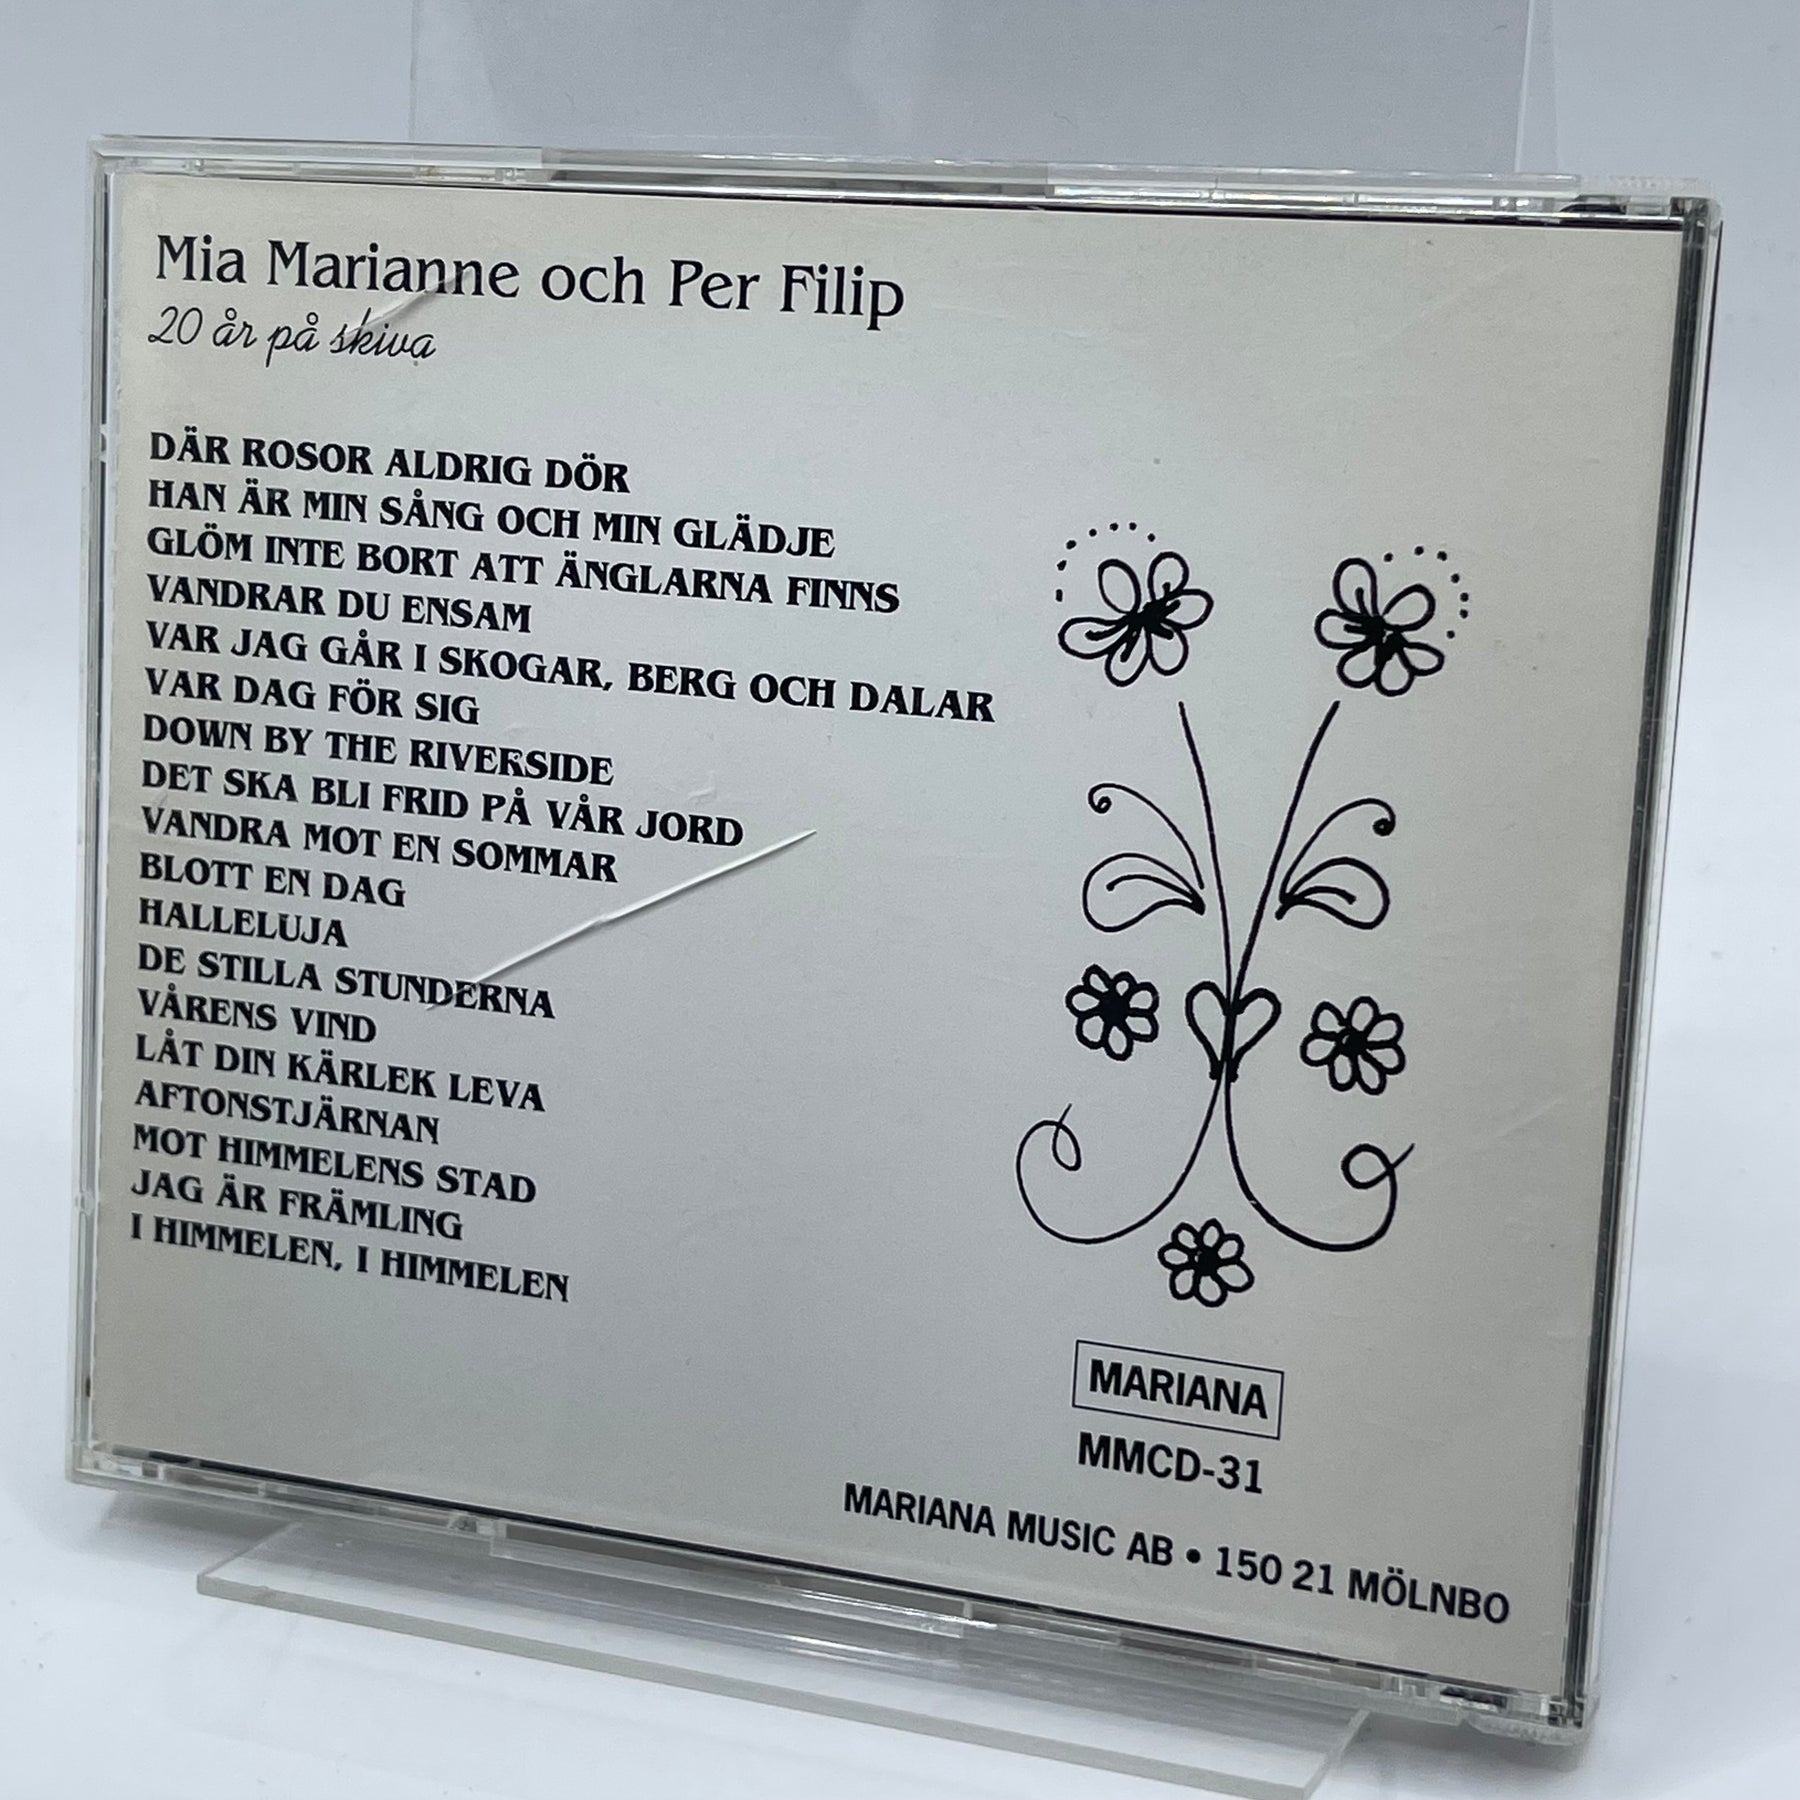 Mia Marianne och Per Filip
20 år på skiva
DÄR ROSOR ALDRIG DÖR
HAN ÄR MIN SÅNG OCH MIN GLÄDJE
GLÖM INTE BORT ATT ÄNGLARNA FINNS
VANDRAR DU ENSAM
VAR JAG GÅR I SKOGAR, BERG OCH DALAR
VAR DAG FÖR SIG
DOWN BY THE RIVERSIDE
DET SKA BLI FRID PÅ VÅR JORD
VANDRA MOT EN SOMMAR
BLOTT EN DAG
HALLELUJA
DE STILLA STUNDERNA
VÅRENS VIND
LÅT DIN KÄRLEK LEVA
AFTONSTJÄRNAN
MOT HIMMELENS STAD
JAG ÄR FRÄMLING
I HIMMELEN, I HIMMELEN
MARIANA
MMCD-31
MARIANA MUSIC AB • 150 21 MÖLNBO